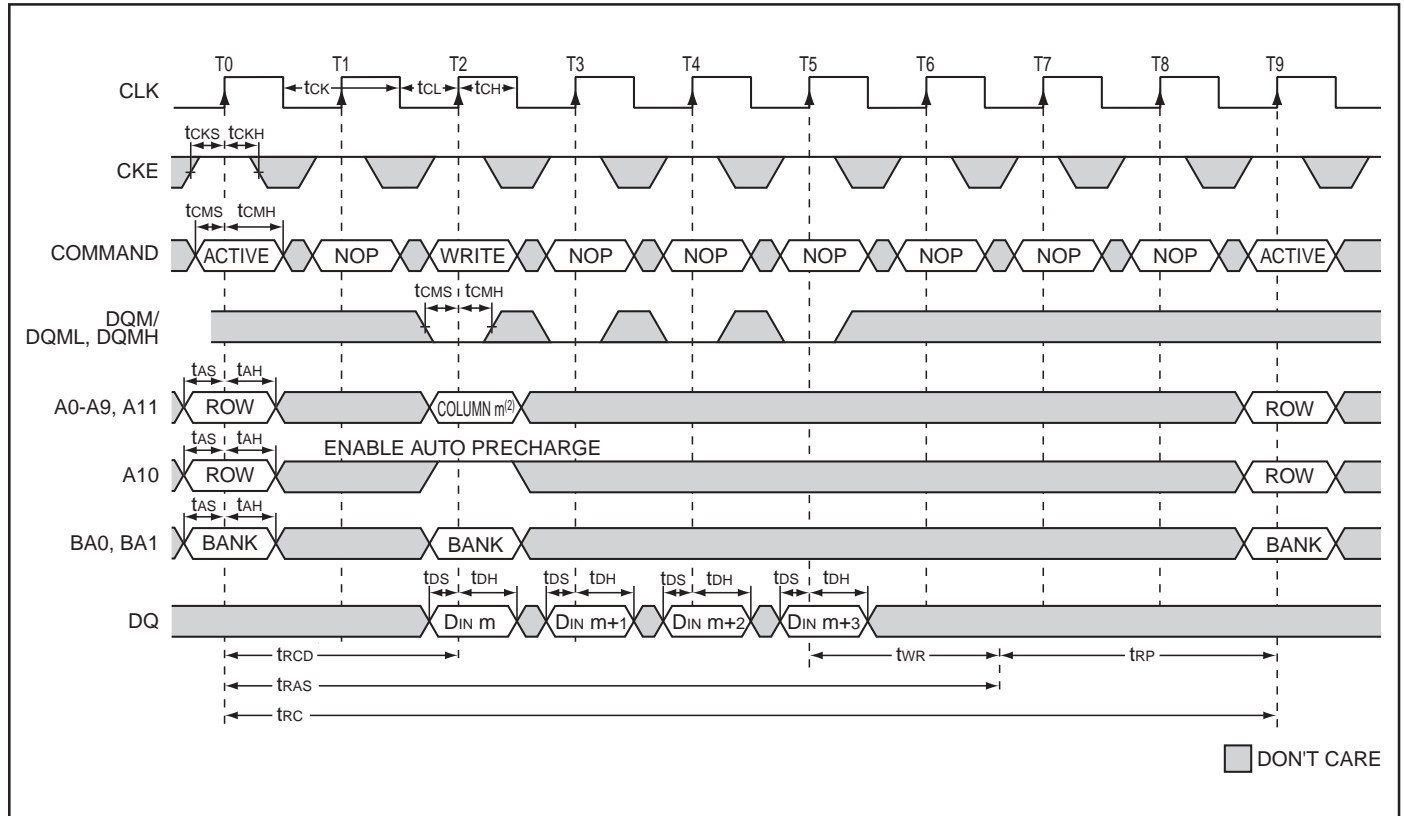 T0 T1 T2 T3 T4 T5 T6 T7 T8 T9
CLK tCK tCL tCH
tCKS tCKH
CKE
tCMS tCMH
COMMAND ACTIVE NOP WRITE NOP NOP NOP NOP NOP NOP ACTIVE
tCMS tCMH
DQM/
DQML, DQMH
tAS tAH
A0-A9, A11 ROW COLUMN m(2) ROW
tAS tAH ENABLE AUTO PRECHARGE
A10 ROW ROW
tAS tAH
BA0, BA1 BANK BANK BANK
tDS tDH tDS tDH tDS tDH tDS tDH
DQ DIN m DIN m+1 DIN m+2 DIN m+3
tRCD tWR tRP
tRAS
tRC
DON'T CARE